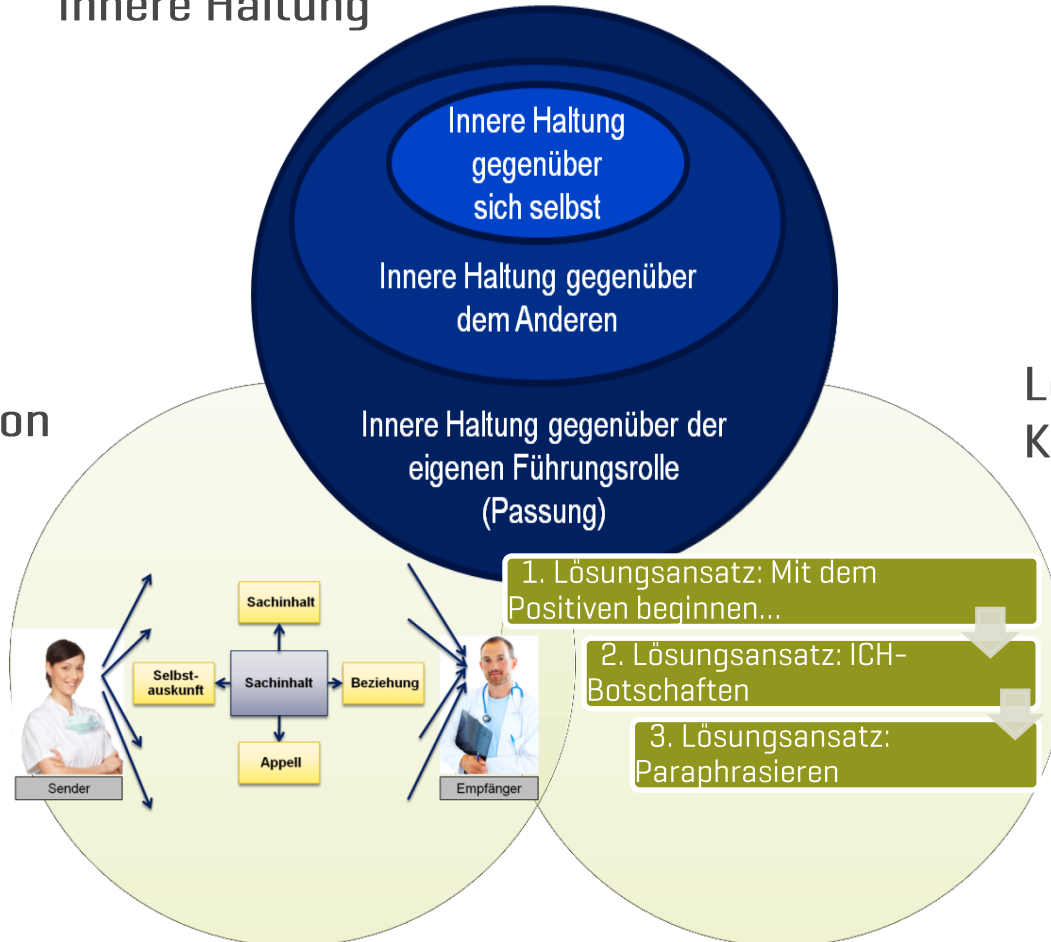 Innere Haltung
Innere Haltung
gegenüber
sich selbst
Innere Haltung gegenüber
dem Anderen
Innere Haltung gegenüber der
eigenen Führungsrolle
(Passung)
on
L
K
Sachinhalt
Selbst-
auskunft
Sachinhalt
Beziehung
Appell
Sender
Empfänger
1. Lösungsansatz: Mit dem
Positiven beginnen...
2. Lösungsansatz: ICH-
Botschaften
3. Lösungsansatz:
Paraphrasieren